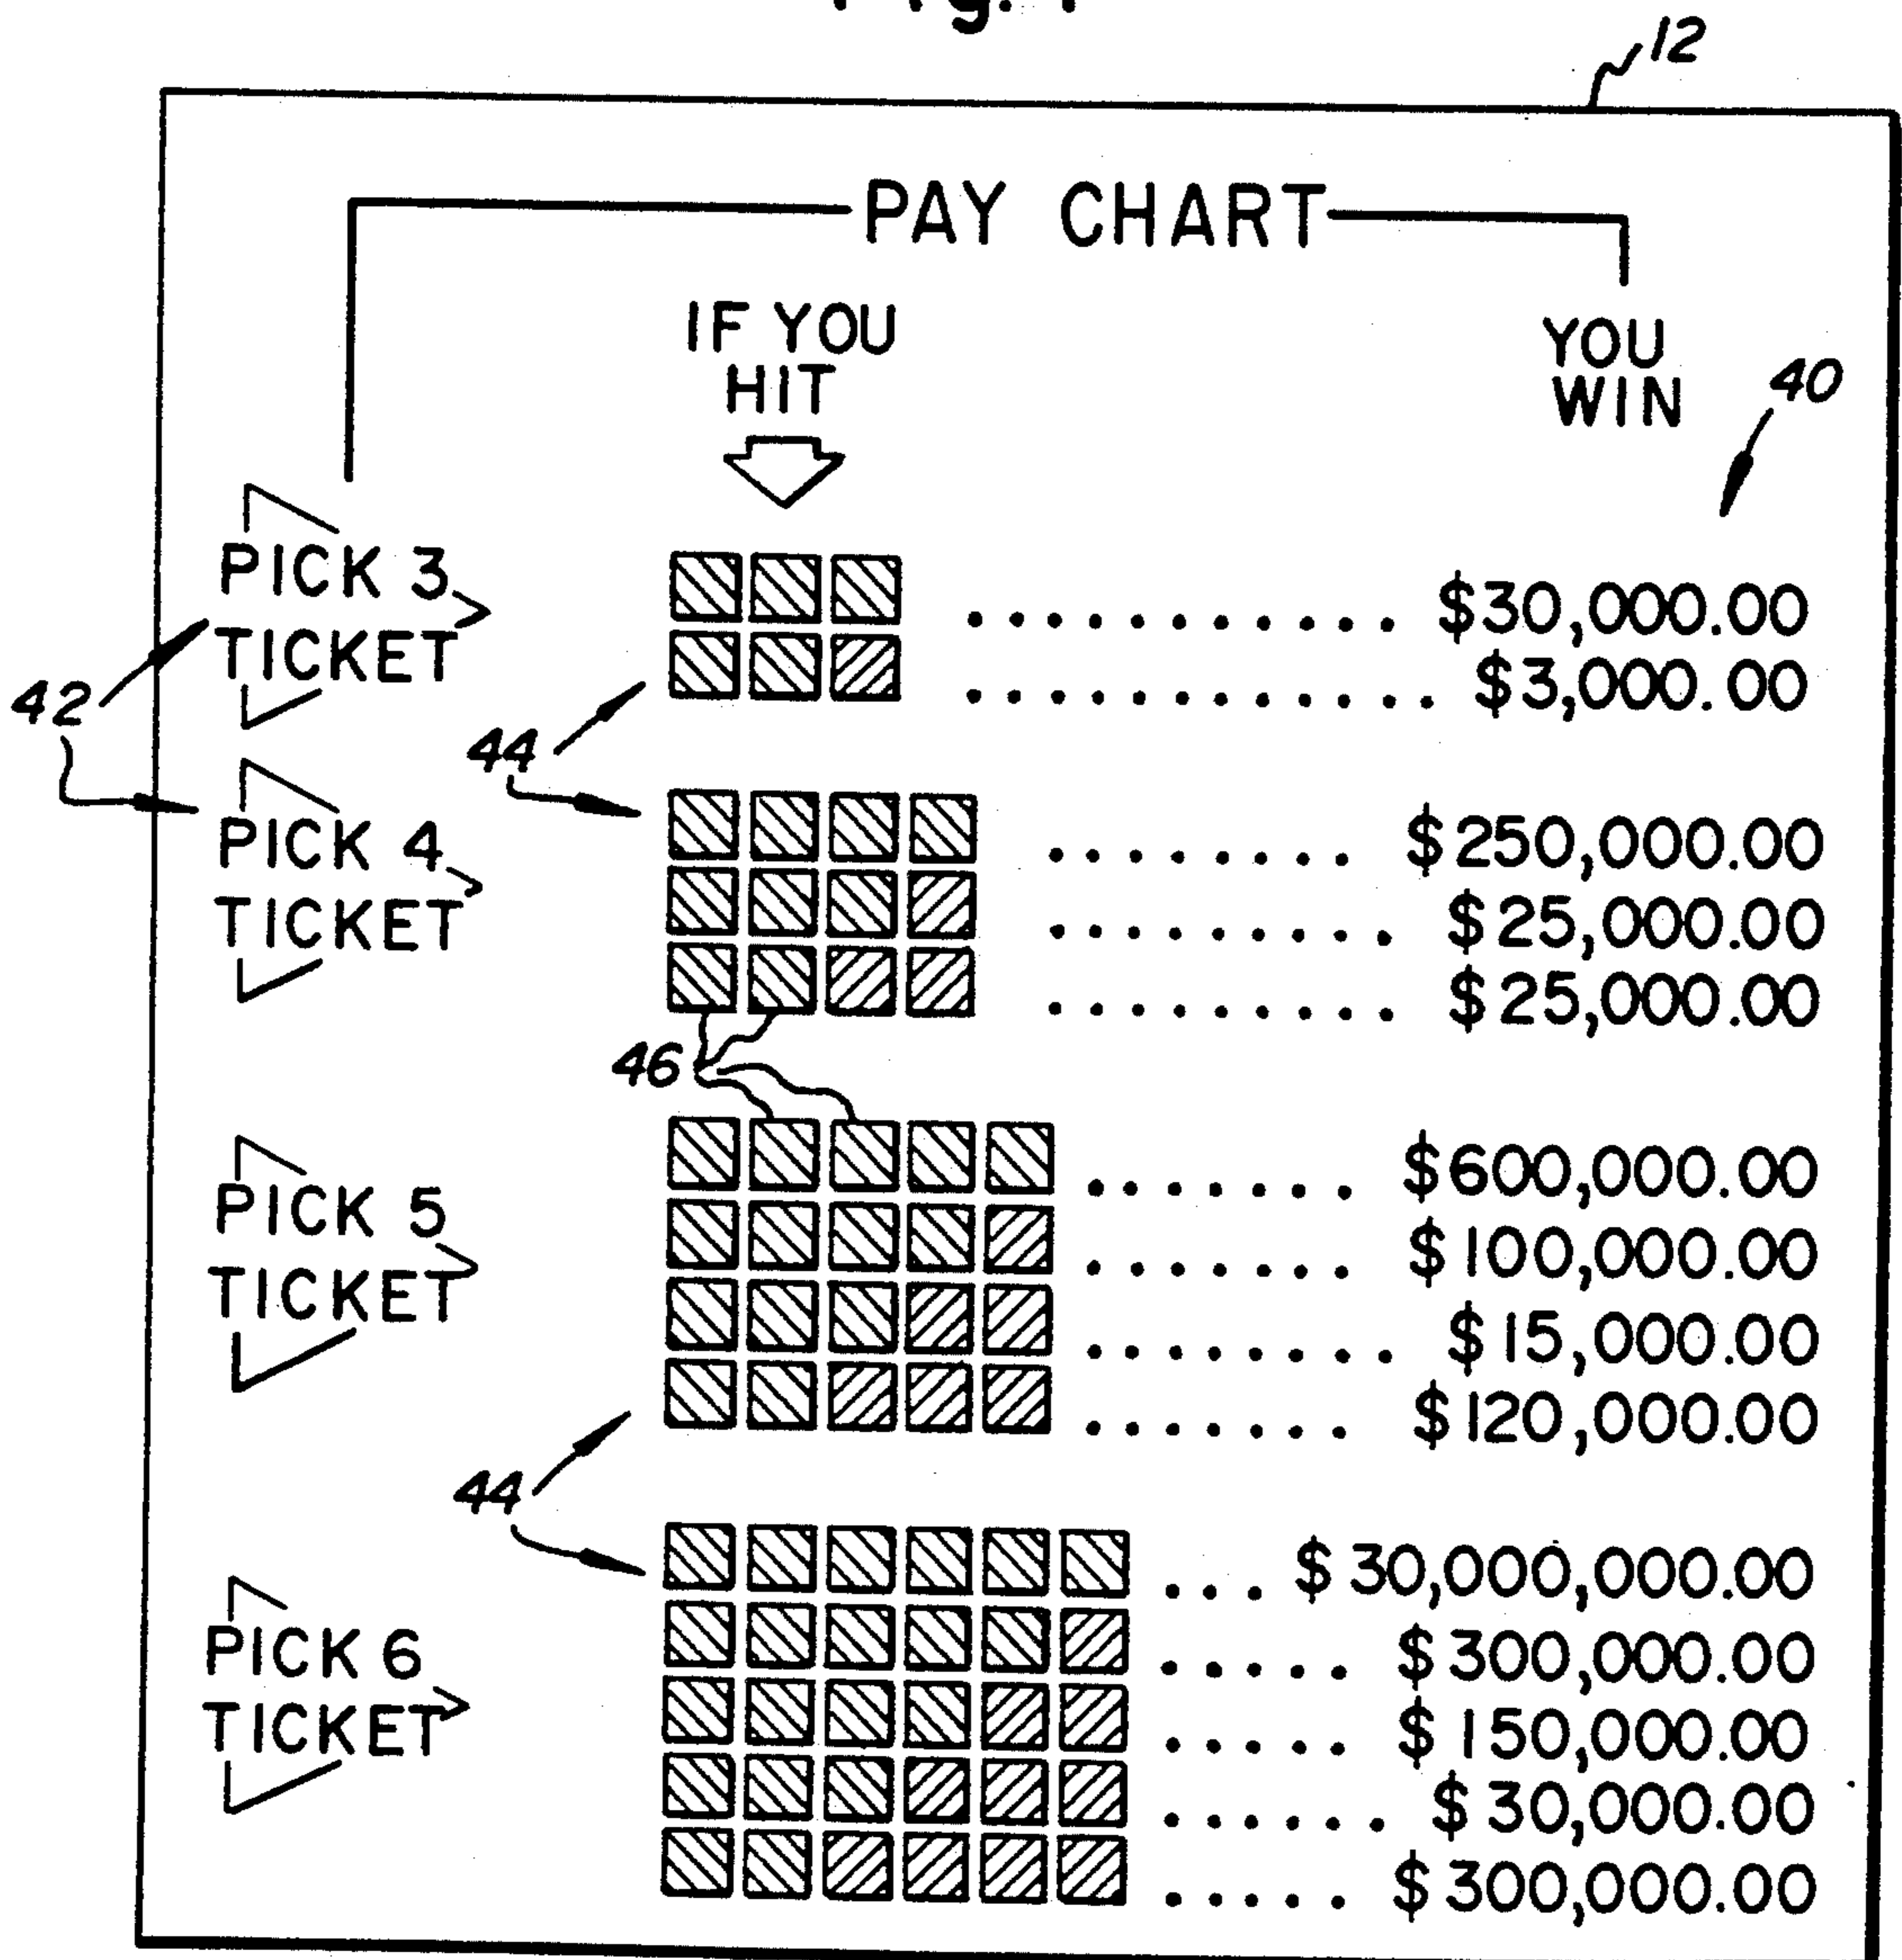 Fig. 1
12
PAY CHART
IF YOU
HIT
YOU
WIN
40
PICK 3
TICKET
42
44
............ $30,000.00
............ $3,000.00
PICK 4
TICKET
........ $250,000.00
......... $25,000.00
......... $25,000.00
46
PICK 5
TICKET
....... $600,000.00
....... $100,000.00
........ $15,000.00
....... $120,000.00
44
PICK 6
TICKET
... $30,000,000.00
..... $300,000.00
..... $150,000.00
...... $30,000.00
..... $300,000.00